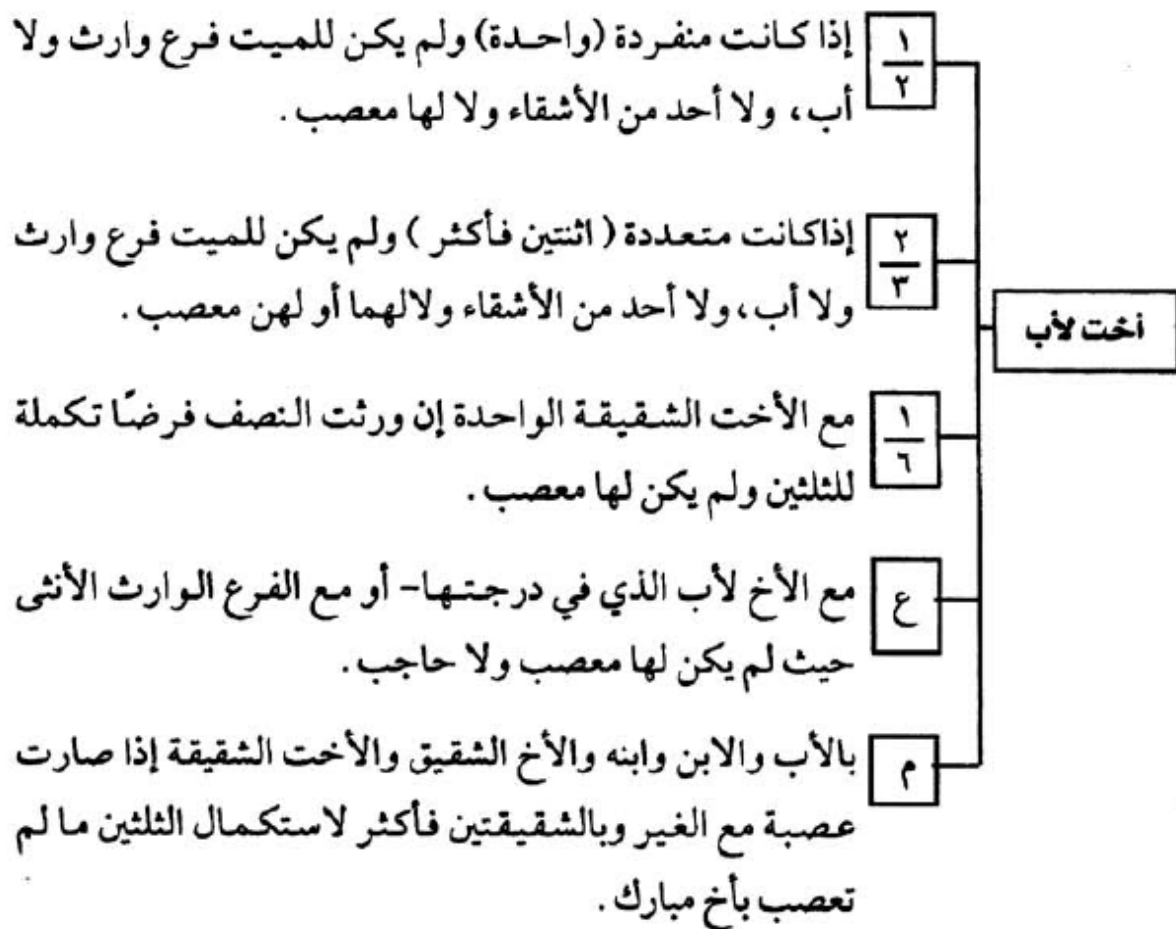 أخت لأب
١
٢
إذا كانت منفردة (واحدة) ولم يكن للميت فرع وارث ولا
أب، ولا أحد من الأشقاء ولا لها معصب.
٢
٣
إذاكانت متعددة (اثنتين فأكثر) ولم يكن للميت فرع وارث
ولا أب، ولا أحد من الأشقاء ولالهما أو لهن معصب.
١
٦
مع الأخت الشقيقة الواحدة إن ورثت النصف فرضًا تكملة
للثلثين ولم يكن لها معصب.
ع
مع الأخ لأب الذي في درجتها- أو مع الفرع الوارث الأنثى
حيث لم يكن لها معصب ولا حاجب.
م
بالأب والابن وابنه والأخ الشقيق والأخت الشقيقة إذا صارت
عصبة مع الغير وبالشقيقتين فأكثر لاستكمال الثلثين ما لم
تعصب بأخ مبارك.